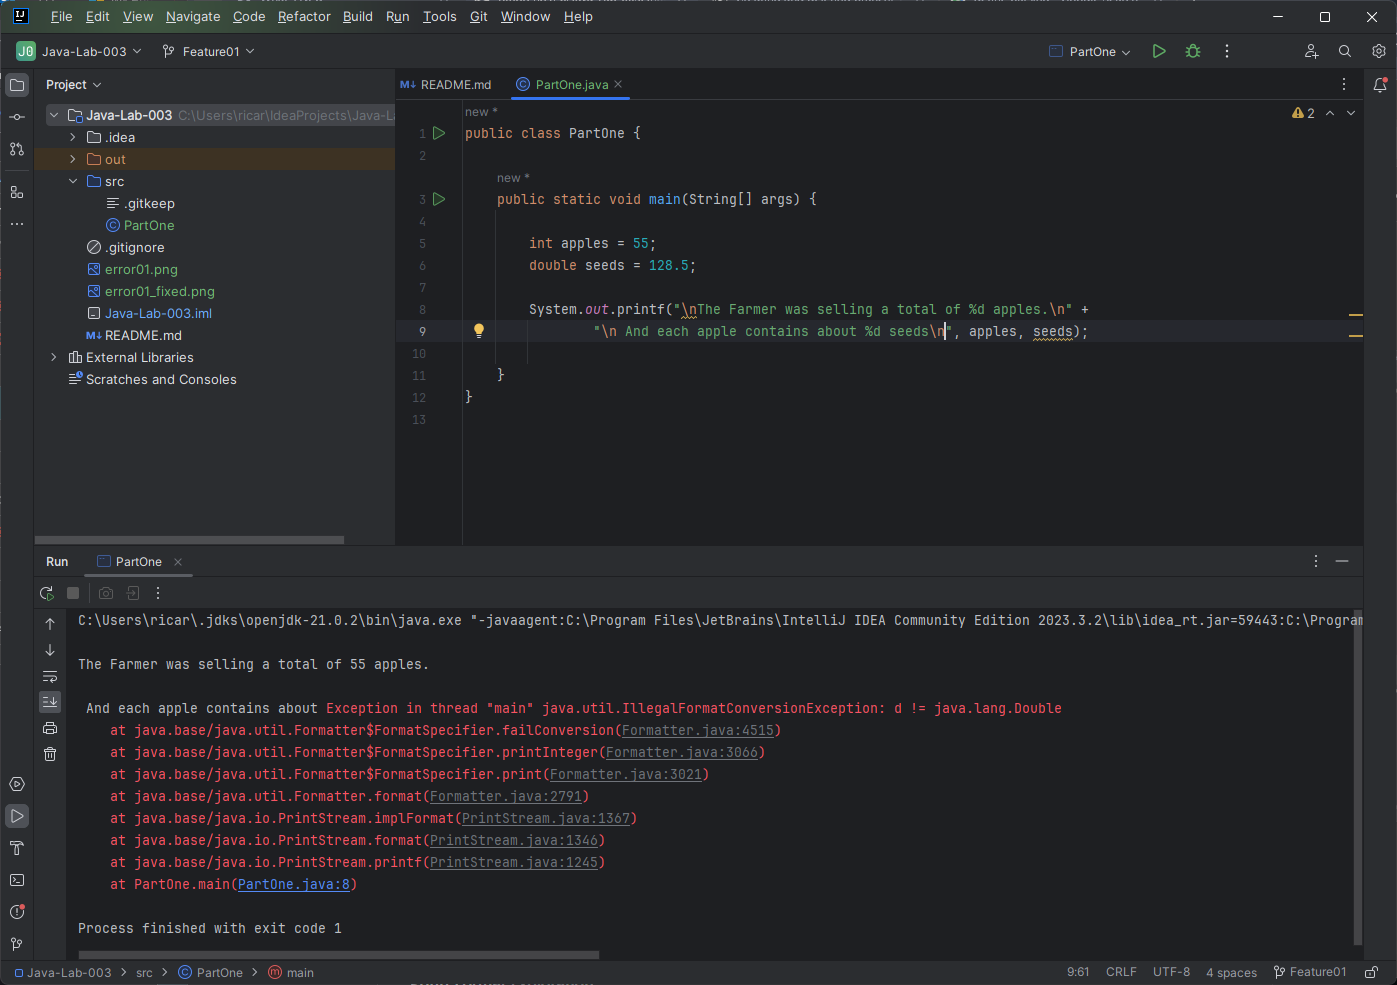 File Edit View Navigate Code Refactor Build Run Tools Git Window Help
J0 Java-Lab-003 Feature01 PartOne
Project
README.md PartOne.java
Java-Lab-003 C:\Users\ricar\IdeaProjects\Java-L
.idea
out
src
.gitkeep
PartOne
.gitignore
error01.png
error01_fixed.png
Java-Lab-003.iml
README.md
External Libraries
Scratches and Consoles
2
new *
1 public class PartOne {
2
new *
3 public static void main(String[] args) {
4
5 int apples = 55;
6 double seeds = 128.5;
7
8 System.out.printf("\nThe Farmer was selling a total of %d apples.\n" +
9 "\n And each apple contains about %d seeds\n", apples, seeds);
10
11 }
12 }
13
Run PartOne
C:\Users\ricar\.jdks\openjdk-21.0.2\bin\java.exe "-javaagent:C:\Program Files\JetBrains\IntelliJ IDEA Community Edition 2023.3.2\lib\idea_rt.jar=59443:C:\Program
The Farmer was selling a total of 55 apples.
And each apple contains about Exception in thread "main" java.util.IllegalFormatConversionException: d != java.lang.Double
at java.base/java.util.Formatter$FormatSpecifier.failConversion(Formatter.java:4515)
at java.base/java.util.Formatter$FormatSpecifier.printInteger(Formatter.java:3066)
at java.base/java.util.Formatter$FormatSpecifier.print(Formatter.java:3021)
at java.base/java.util.Formatter.format(Formatter.java:2791)
at java.base/java.io.PrintStream.implFormat(PrintStream.java:1367)
at java.base/java.io.PrintStream.format(PrintStream.java:1346)
at java.base/java.io.PrintStream.printf(PrintStream.java:1245)
at PartOne.main(PartOne.java:8)
Process finished with exit code 1
Java-Lab-003 > src > PartOne > main 9:61 CRLF UTF-8 4 spaces Feature01